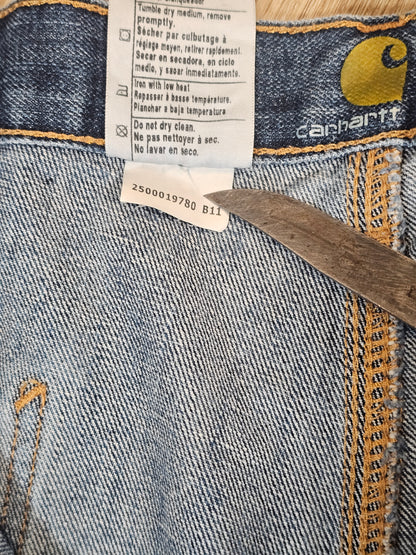 Tumble dry medium, remove
promptly.
Sécher par culbutage à
réglage moyen, retirer rapidement.
Secar en secadora, en ciclo
medio, y sacar inmediatamente.
Iron with low heat
Repasser à basse température.
Planchar a baja temperatura
Do not dry clean.
Ne pas nettoyer à sec.
No lavar en seco.
carhartt
2500019780 B11